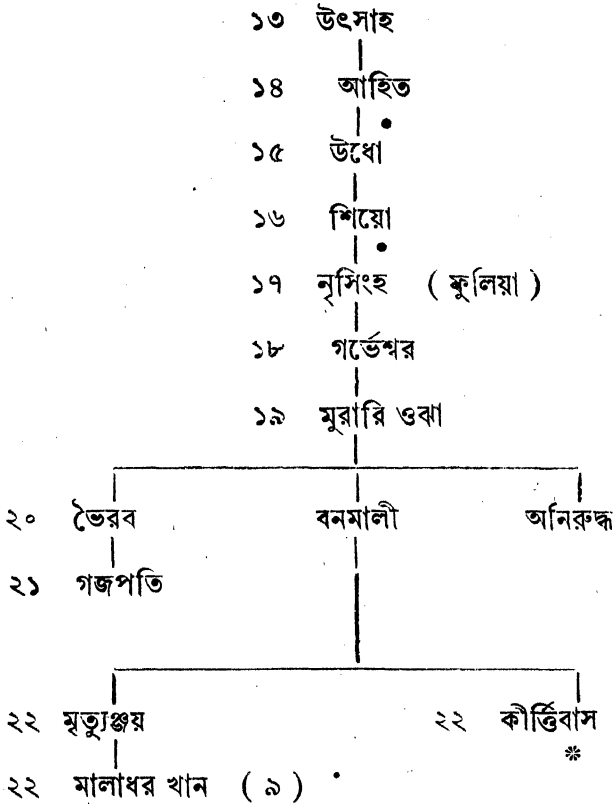 ১৩ উৎসাহ
১৪ আহিত
১৫ উধো
১৬ শিয়ো
১৭ নৃসিংহ ( ফুলিয়া )
১৮ গর্ভেশ্বর
১৯ মুরারি ওঝা
২০ ভৈরব বনমালী অনিরুদ্ধ
২১ গজপতি
২২ মৃত্যুঞ্জয় ২২ কীর্ত্তিবাস
২২ মালাধর খান ( ৯ )